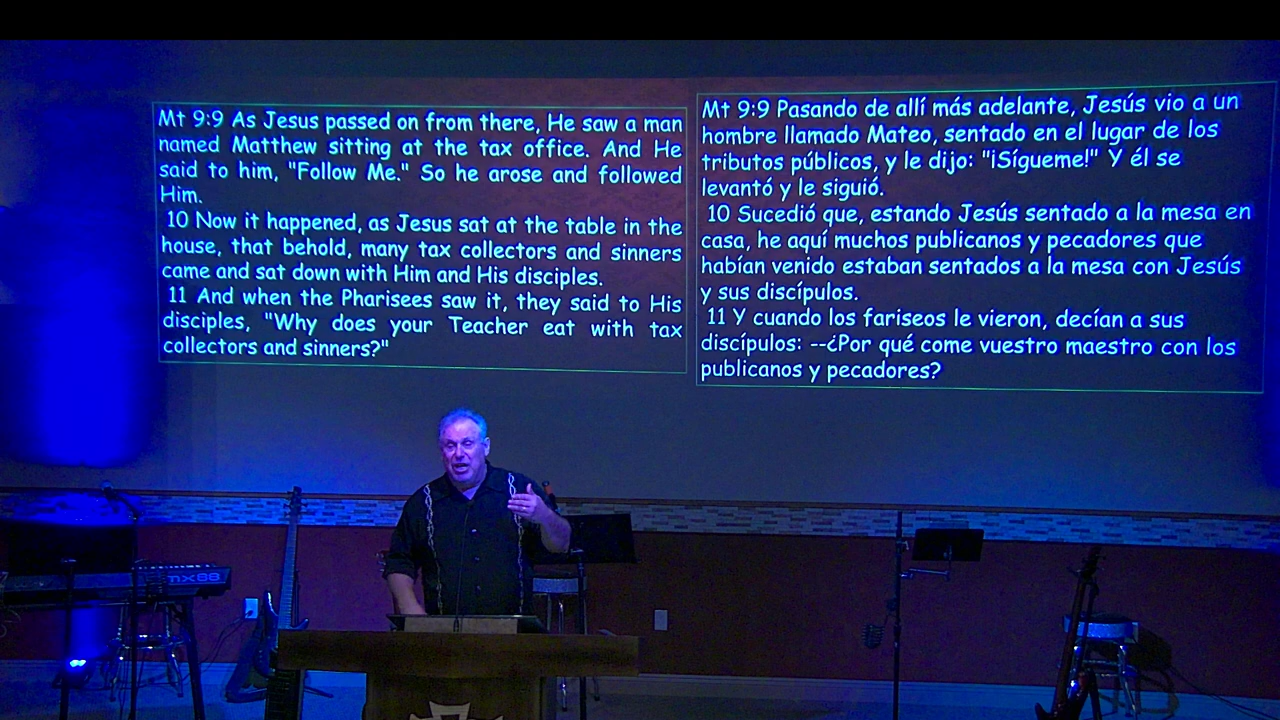 Mt 9:9 As Jesus passed on from there, He saw a man
named Matthew sitting at the tax office. And He
said to him, "Follow Me." So he arose and followed
Him.
10 Now it happened, as Jesus sat at the table in the
house, that behold, many tax collectors and sinners
came and sat down with Him and His disciples.
11 And when the Pharisees saw it, they said to His
disciples, "Why does your Teacher eat with tax
collectors and sinners?"
Mt 9:9 Pasando de allí más adelante, Jesús vio a un
hombre llamado Mateo, sentado en el lugar de los
tributos públicos, y le dijo: "¡Sígueme!" Y él se
levantó y le siguió.
10 Sucedió que, estando Jesús sentado a la mesa en
casa, he aquí muchos publicanos y pecadores que
habían venido estaban sentados a la mesa con Jesús
y sus discípulos.
11 Y cuando los fariseos le vieron, decían a sus
discípulos: --¿Por qué come vuestro maestro con los
publicanos y pecadores?
mx88